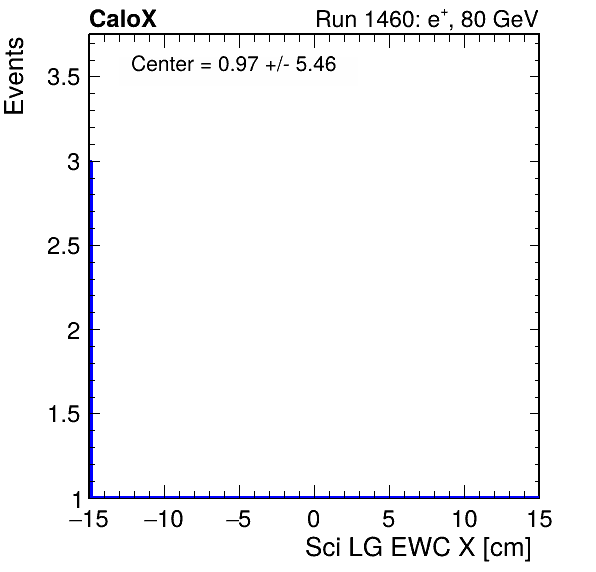 CaloX Run 1460: e+, 80 GeV
Center = 0.97 +/- 5.46
Events
3.5
3
2.5
2
1.5
1
−15 −10 −5 0 5 10 15
Sci LG EWC X [cm]